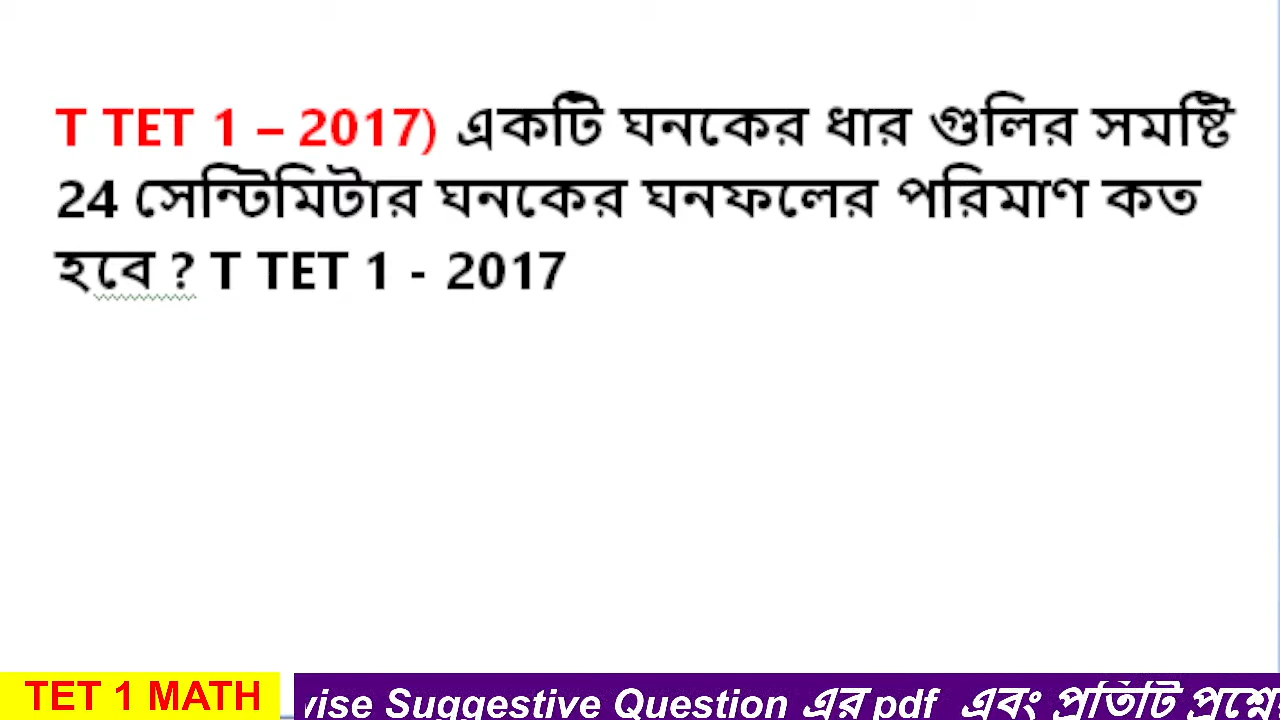 T TET 1 – 2017) একটি ঘনকের ধার গুলির সমষ্টি
24 সেন্টিমিটার ঘনকের ঘনফলের পরিমাণ কত
হবে ? T TET 1 - 2017
TET 1 MATH
Suggestive Question এর pdf এবং প্রতিটি